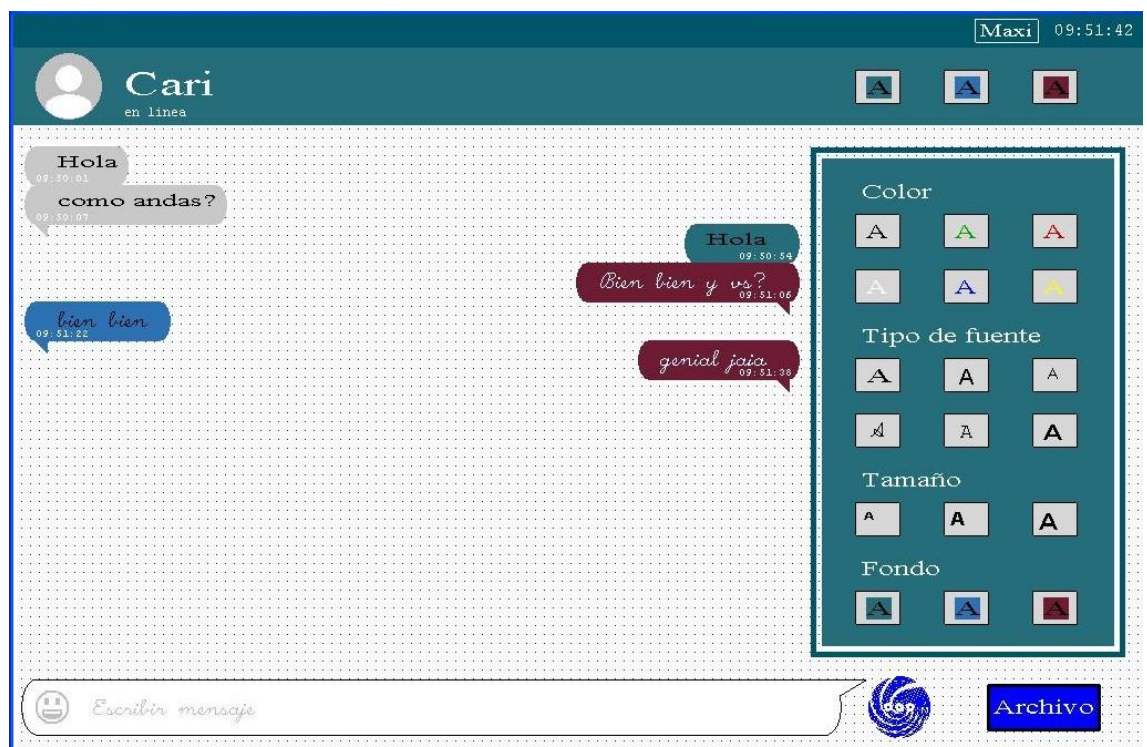 Maxi 09:51:42
Cari
en linea
A A A
Hola
09:50:01
como andas?
09:50:07
Hola
09:50:54
Bien bien y vs?
09:51:06
bien bien
09:51:22
genial jaja
09:51:38
Color
A A A
A A A
Tipo de fuente
A A A
A A A
Tamaño
A A A
Fondo
A A A
Escribir mensaje
Archivo